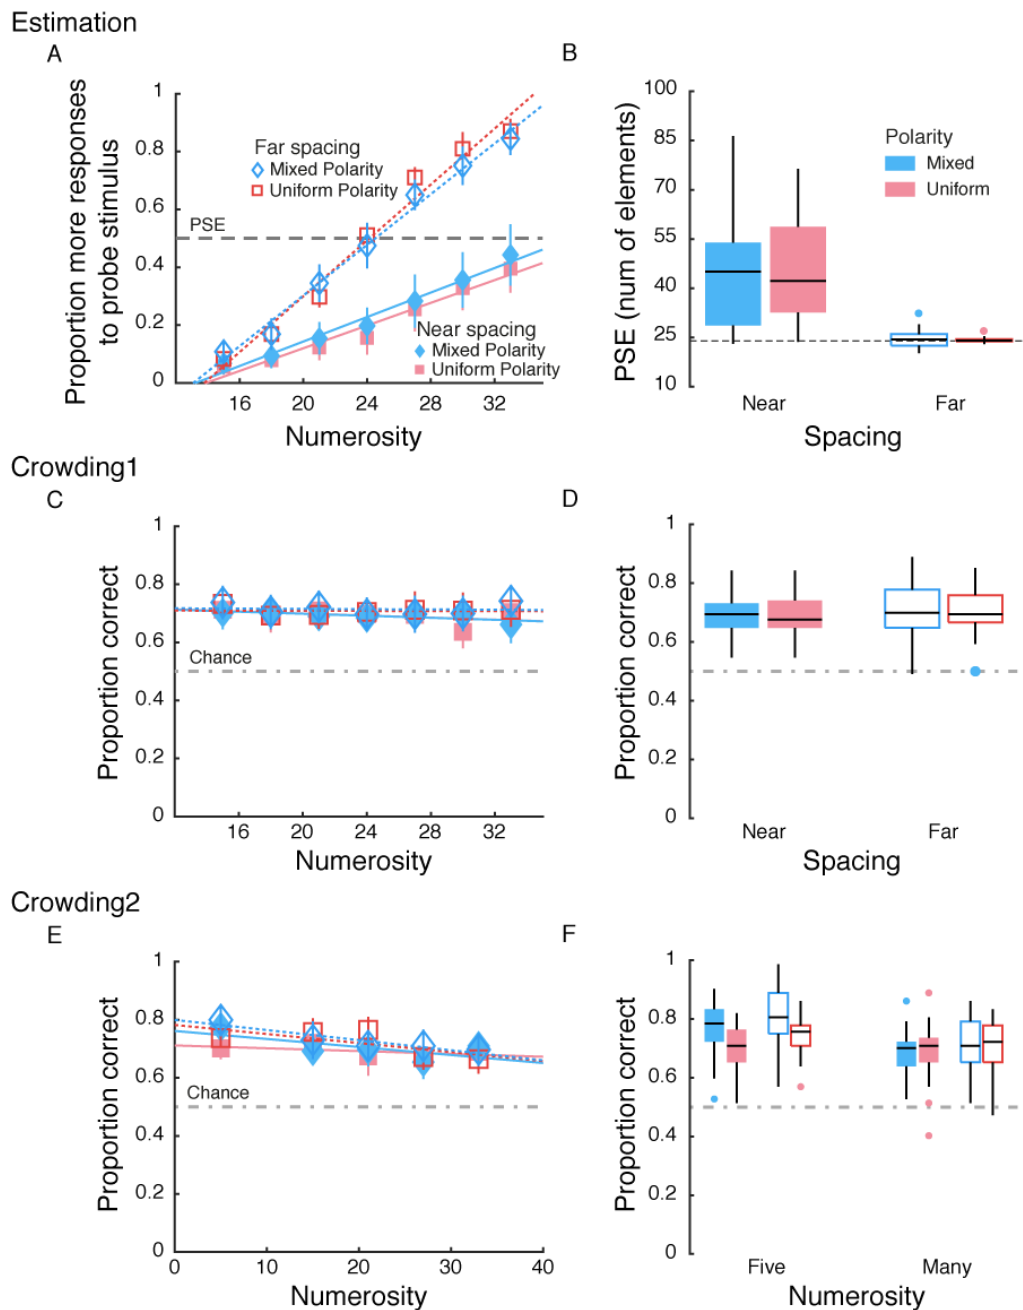 Estimation
A
Proportion more responses
to probe stimulus
1
0.8
0.6
0.4
0.2
0
Far spacing
Mixed Polarity
Uniform Polarity
PSE
Near spacing
Mixed Polarity
Uniform Polarity
16 20 24 28 32
Numerosity
B
PSE (num of elements)
100
85
70
55
40
25
10
Polarity
Mixed
Uniform
Near Far
Spacing
Crowding1
C
Proportion correct
1
0.8
0.6
0.4
0.2
0
Chance
16 20 24 28 32
Numerosity
D
Proportion correct
1
0.8
0.6
0.4
0.2
0
Near Far
Spacing
Crowding2
E
Proportion correct
1
0.8
0.6
0.4
0.2
0
Chance
0 10 20 30 40
Numerosity
F
Proportion correct
1
0.8
0.6
0.4
0.2
0
Five Many
Numerosity